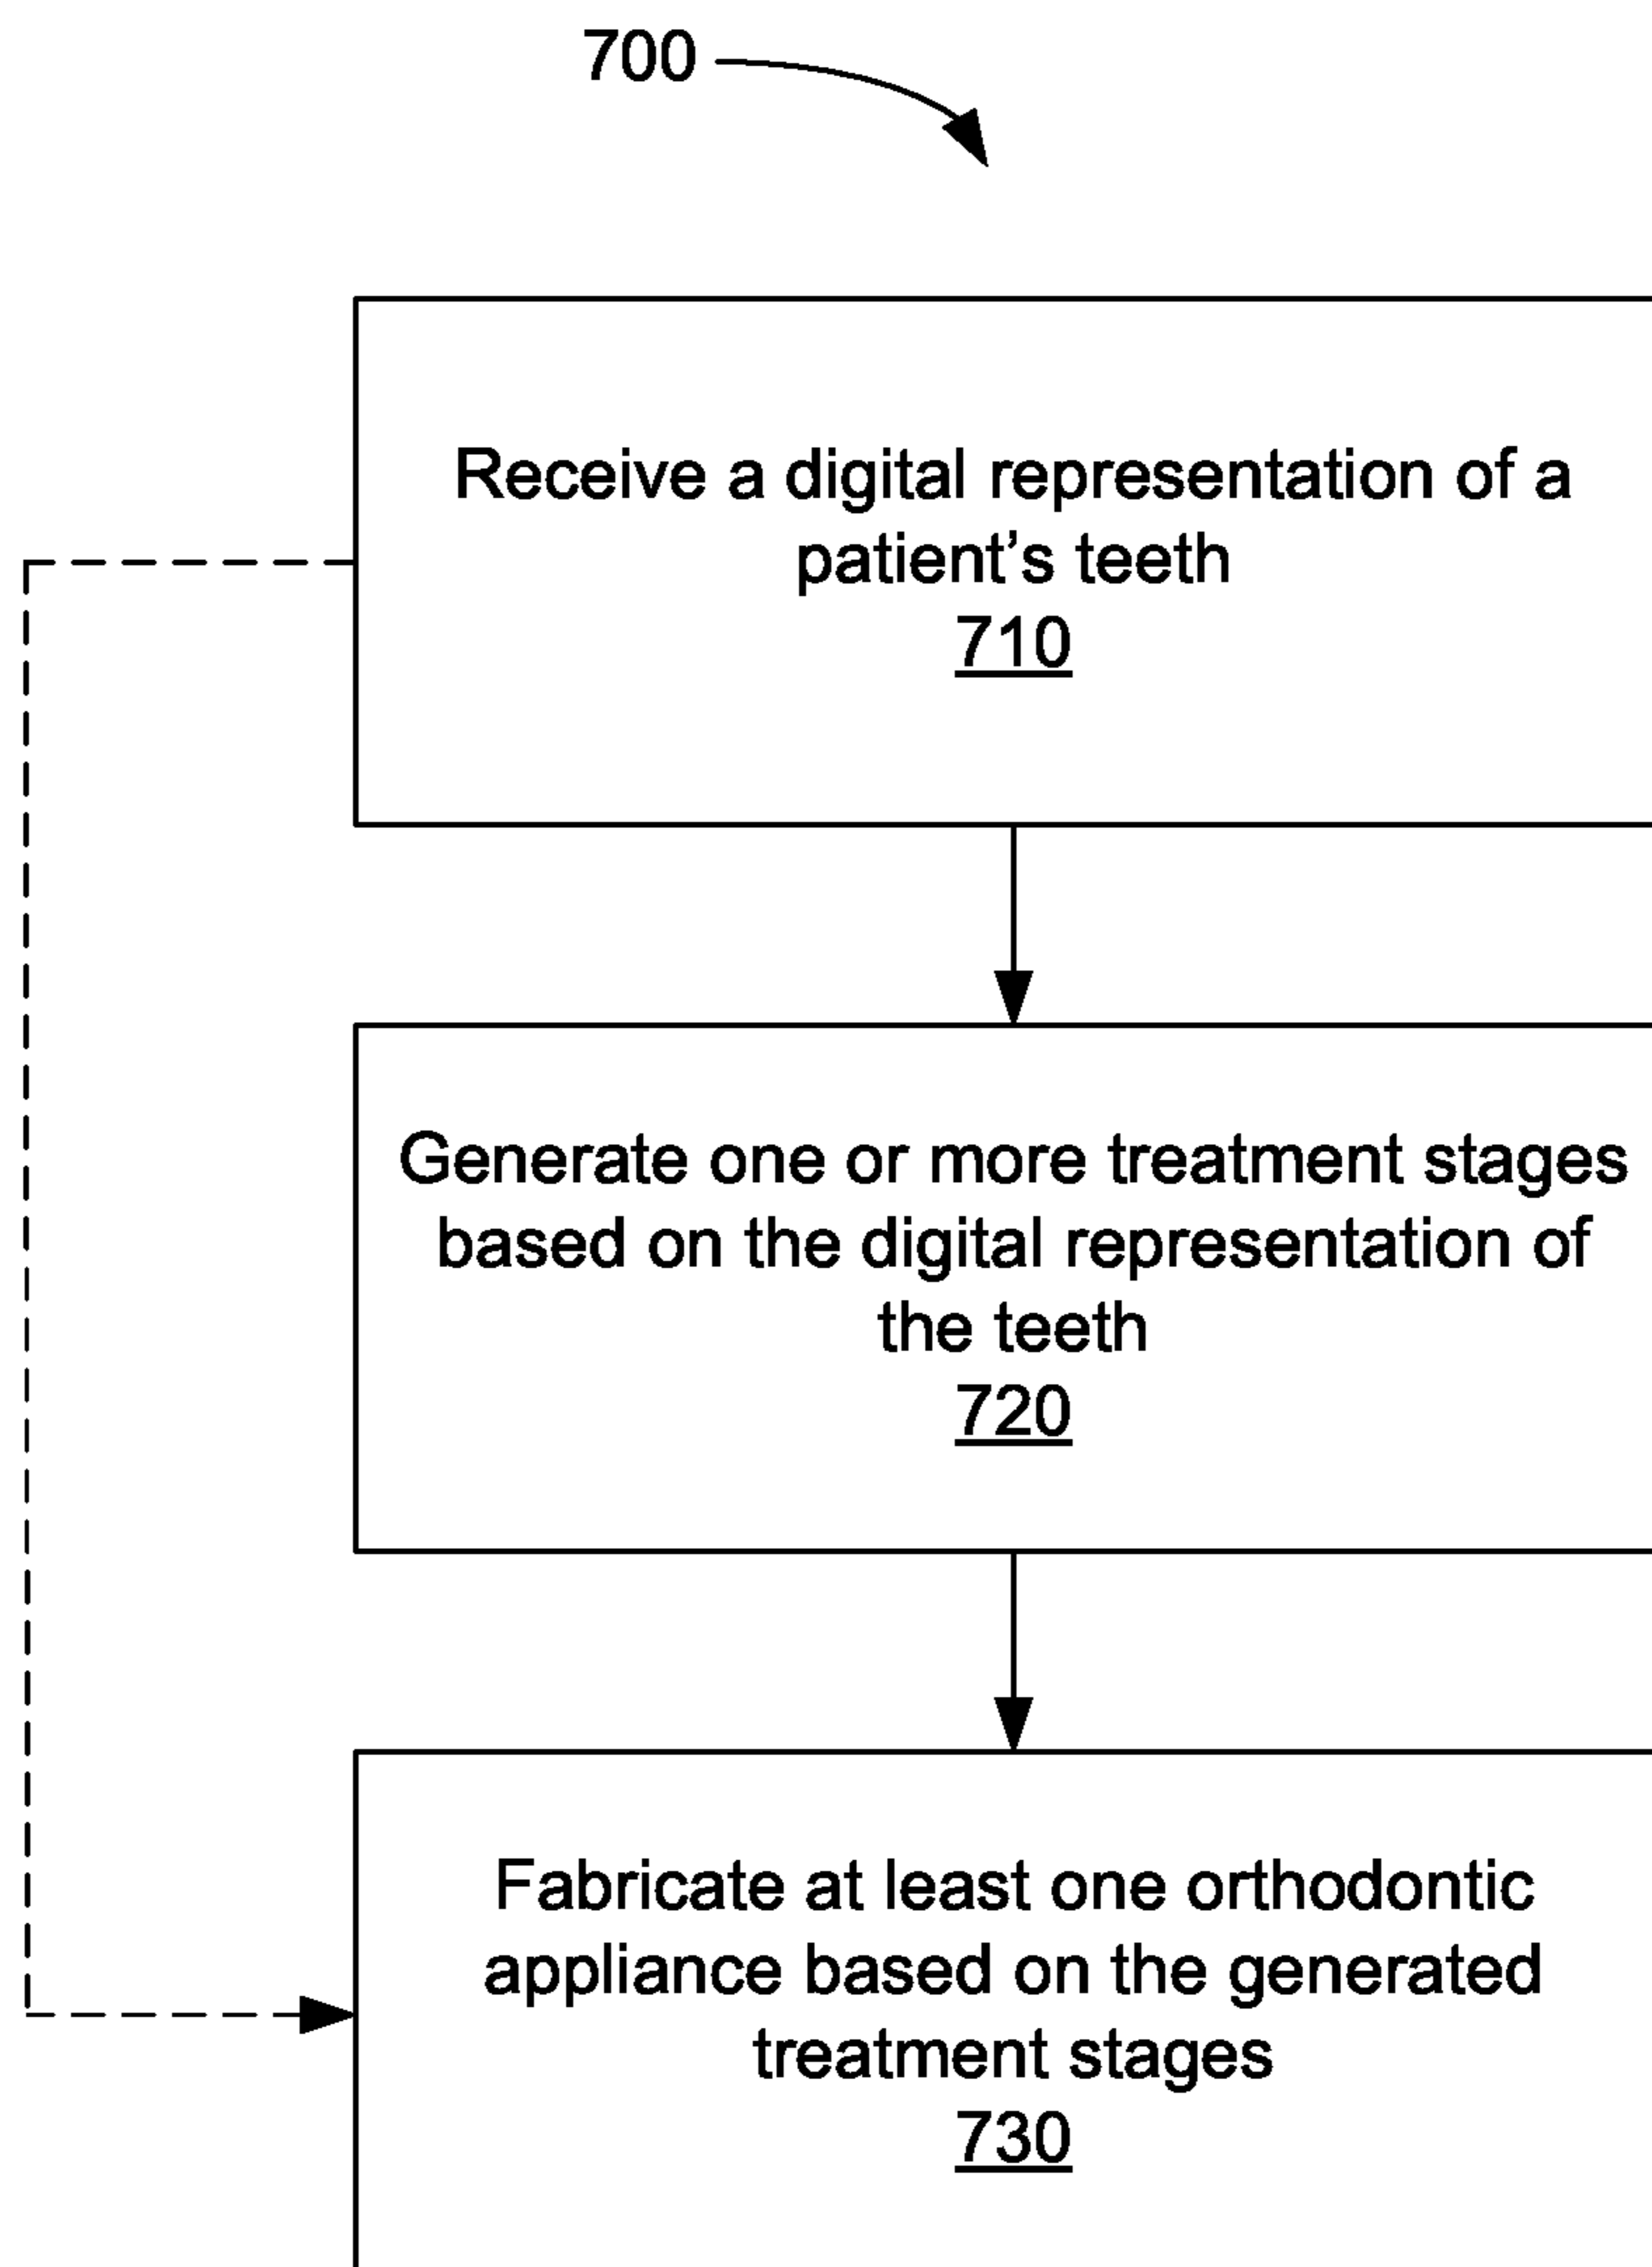 700
Receive a digital representation of a
patient’s teeth
710
Generate one or more treatment stages
based on the digital representation of
the teeth
720
Fabricate at least one orthodontic
appliance based on the generated
treatment stages
730